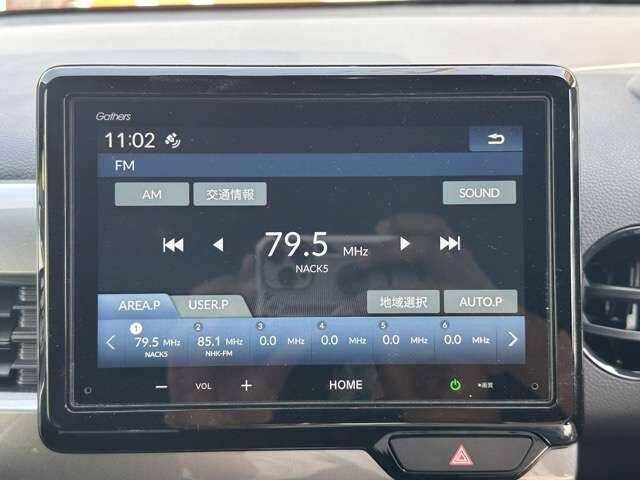 Gathers
11:02
FM
AM 交通情報 SOUND
79.5 MHz
NACK5
AREA.P USER.P 地域選択 AUTO.P
1 2 3 4 5 6
79.5 MHz 85.1 MHz 0.0 MHz 0.0 MHz 0.0 MHz 0.0 MHz
NACK5 NHK-FM
− VOL + HOME •画質